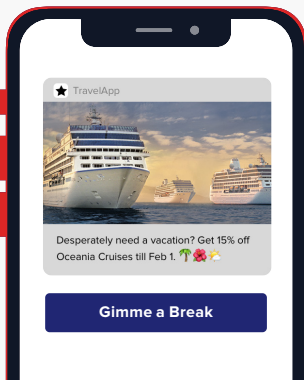 TravelApp
Desperately need a vacation? Get 15% off
Oceania Cruises till Feb 1. 🌴🌺🌤️
Gimme a Break